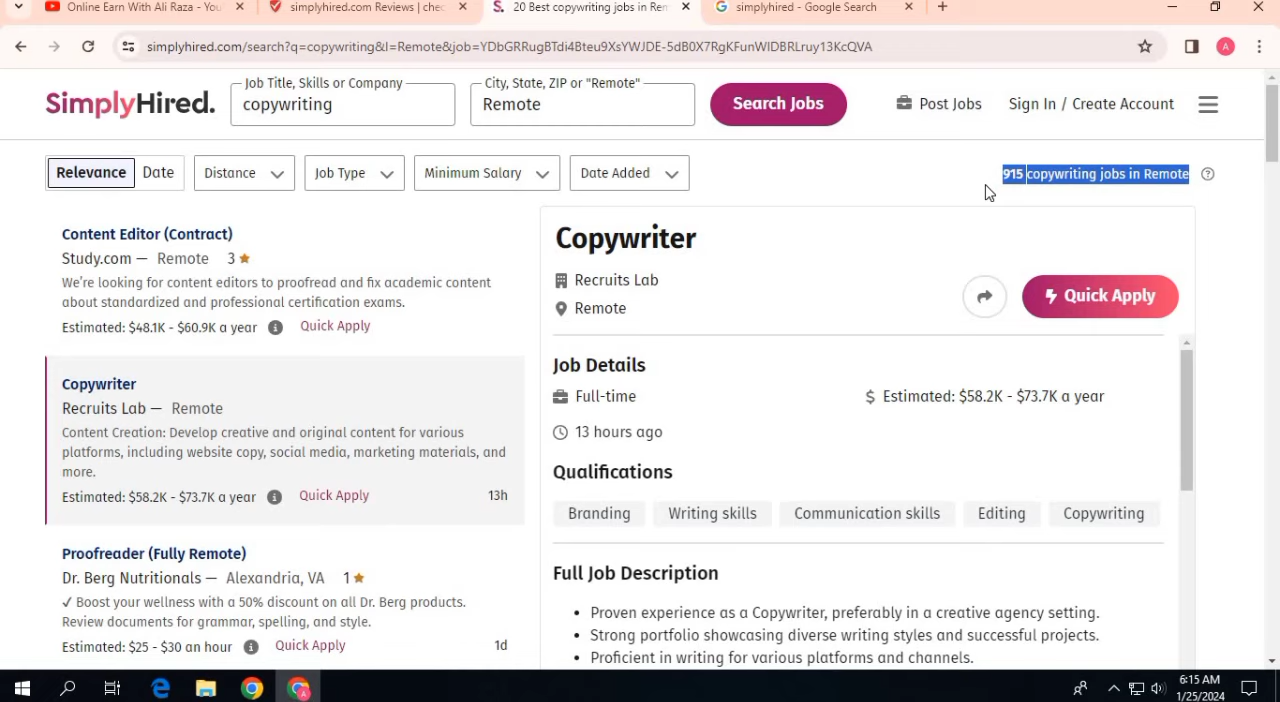 Online Earn With Ali Raza - You
simplyhired.com Reviews | chec
20 Best copywriting jobs in Rem
simplyhired - Google Search
simplyhired.com/search?q=copywriting&l=Remote&job=YDbGRRugBTdi4Bteu9XsYWJDE-5dB0X7RgKFunWIDBRLruy13KcQVA
A
SimplyHired.
Job Title, Skills or Company
copywriting
City, State, ZIP or "Remote"
Remote
Search Jobs
Post Jobs
Sign In / Create Account
Relevance
Date
Distance
Job Type
Minimum Salary
Date Added
915 copywriting jobs in Remote
Content Editor (Contract)
Study.com — Remote 3
We're looking for content editors to proofread and fix academic content
about standardized and professional certification exams.
Estimated: $48.1K - $60.9K a year
Quick Apply
Copywriter
Recruits Lab — Remote
Content Creation: Develop creative and original content for various
platforms, including website copy, social media, marketing materials, and
more.
Estimated: $58.2K - $73.7K a year
Quick Apply
13h
Proofreader (Fully Remote)
Dr. Berg Nutritionals — Alexandria, VA 1
✓ Boost your wellness with a 50% discount on all Dr. Berg products.
Review documents for grammar, spelling, and style.
Estimated: $25 - $30 an hour
Quick Apply
1d
Copywriter
Recruits Lab
Remote
Quick Apply
Job Details
Full-time
$ Estimated: $58.2K - $73.7K a year
13 hours ago
Qualifications
Branding
Writing skills
Communication skills
Editing
Copywriting
Full Job Description
• Proven experience as a Copywriter, preferably in a creative agency setting.
• Strong portfolio showcasing diverse writing styles and successful projects.
• Proficient in writing for various platforms and channels.
6:15 AM
1/25/2024